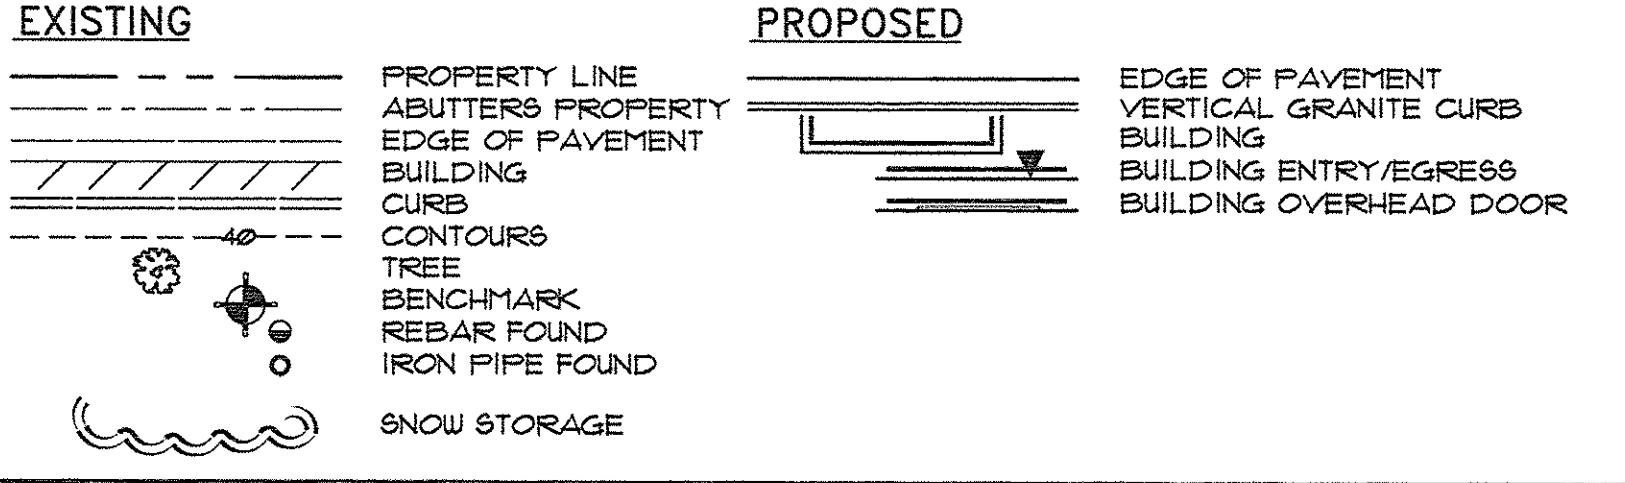 EXISTING
PROPERTY LINE
ABUTTERS PROPERTY
EDGE OF PAVEMENT
BUILDING
CURB
40
CONTOURS
TREE
BENCHMARK
REBAR FOUND
IRON PIPE FOUND
SNOW STORAGE
PROPOSED
EDGE OF PAVEMENT
VERTICAL GRANITE CURB
BUILDING
BUILDING ENTRY/EGRESS
BUILDING OVERHEAD DOOR